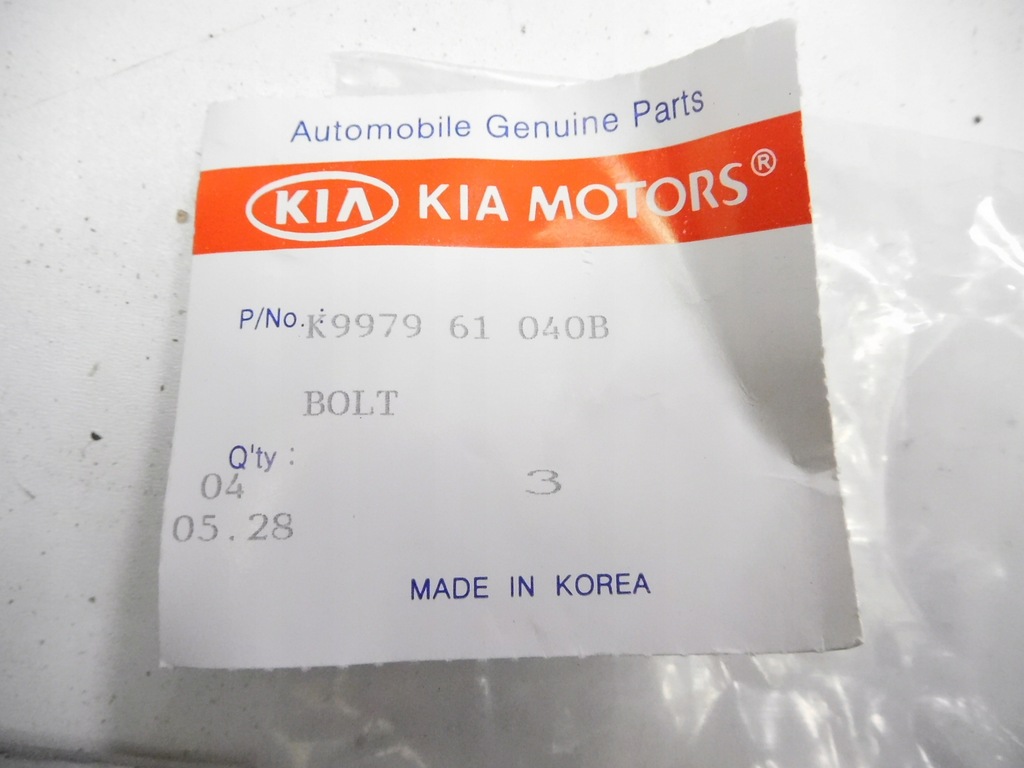 Automobile Genuine Parts
KIA KIA MOTORS®
P/No. : K9979 61 040B
BOLT
Q'ty :
04 3
05.28
MADE IN KOREA